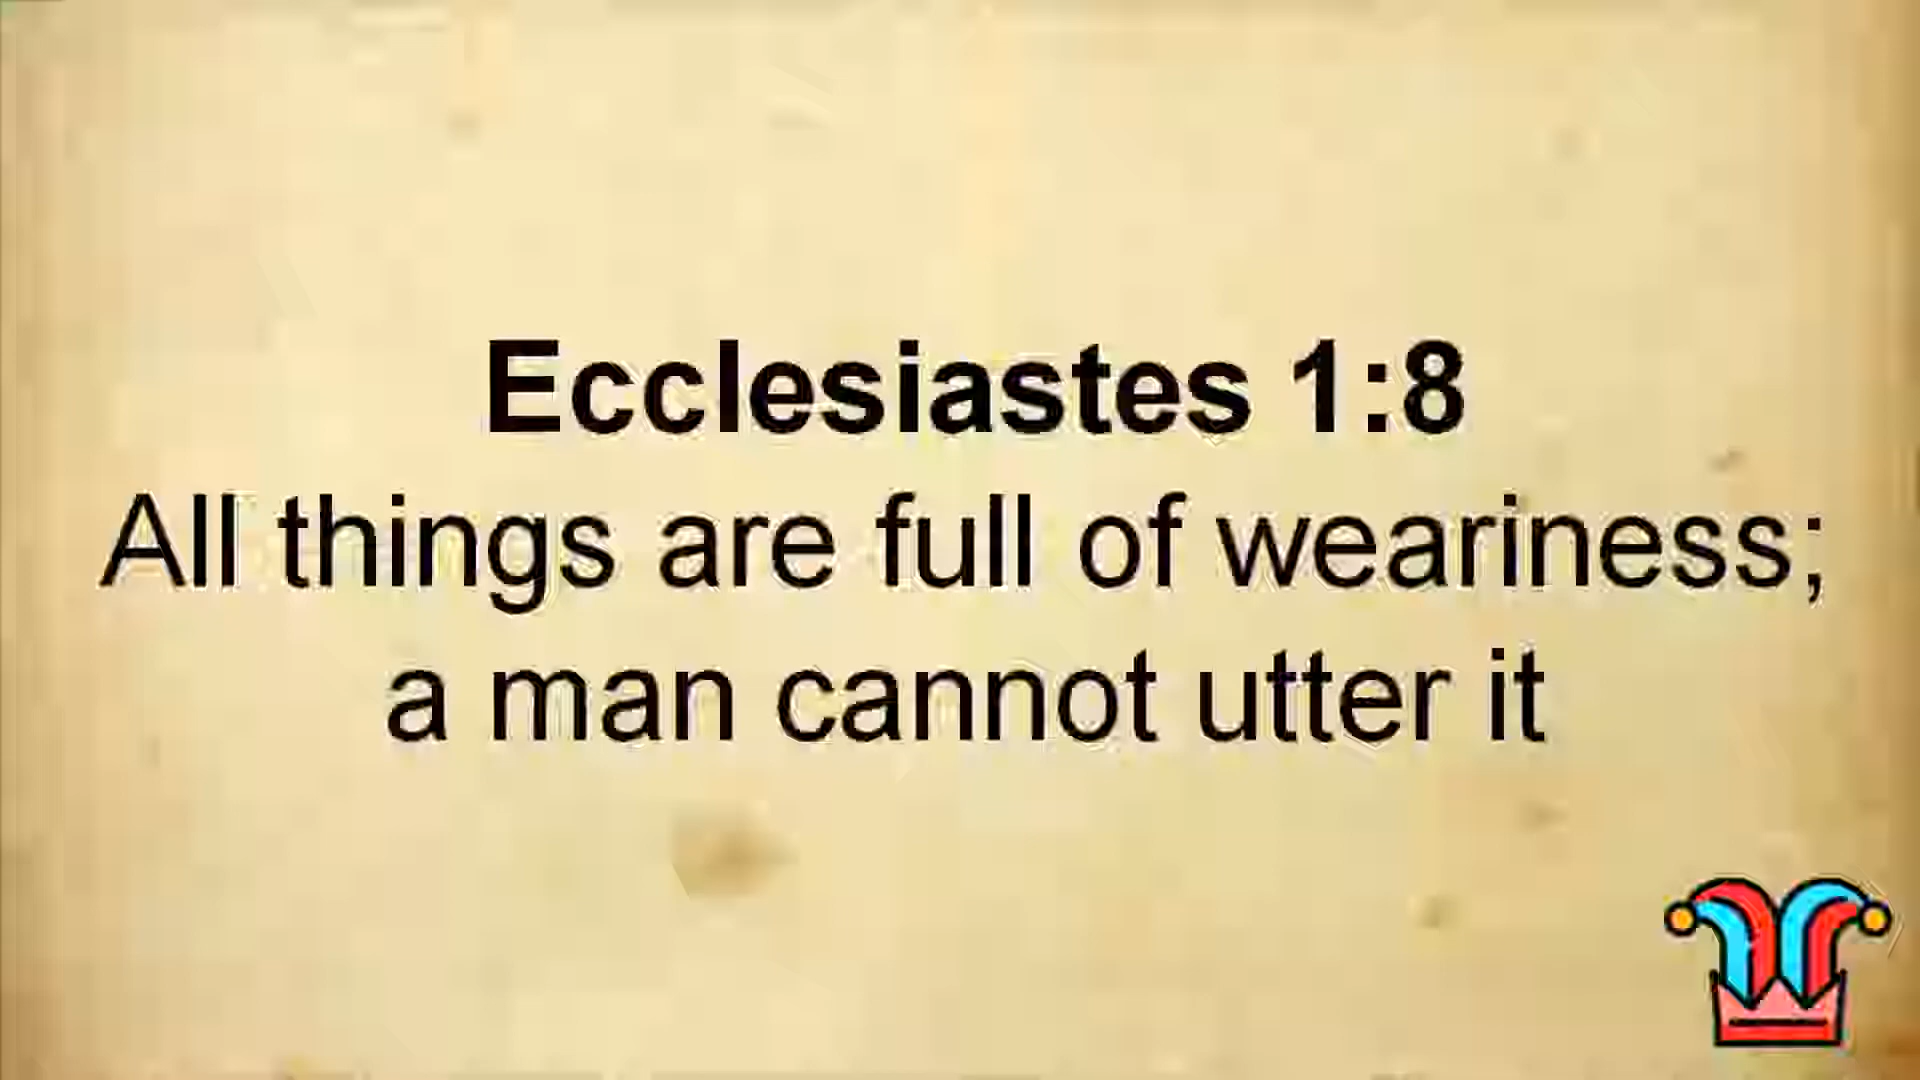 Ecclesiastes 1:8
All things are full of weariness;
a man cannot utter it